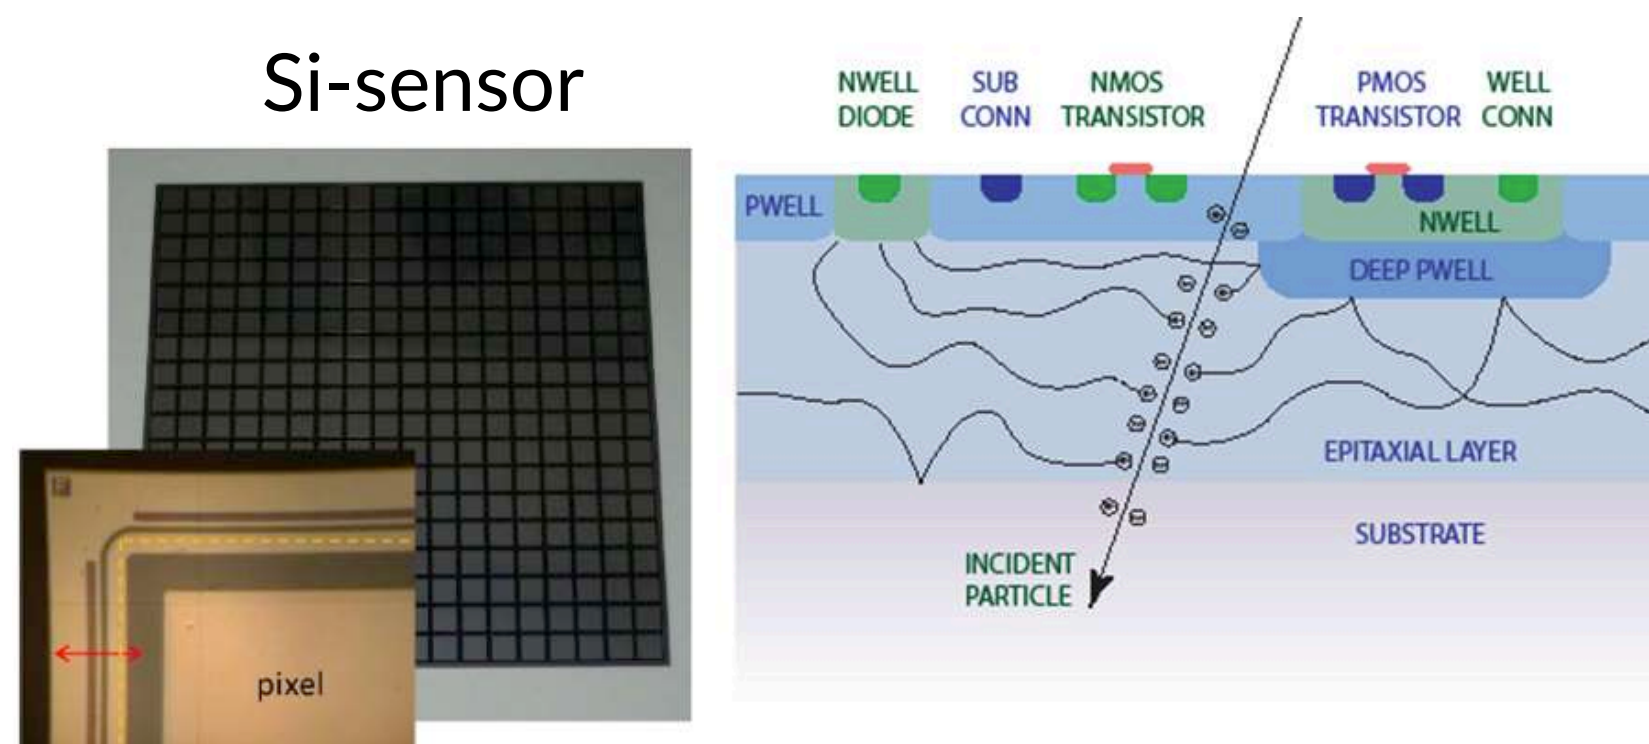 Si-sensor
pixel
NWELL
DIODE
SUB
CONN
NMOS
TRANSISTOR
PMOS
TRANSISTOR
WELL
CONN
PWELL
NWELL
DEEP PWELL
EPITAXIAL LAYER
SUBSTRATE
INCIDENT
PARTICLE